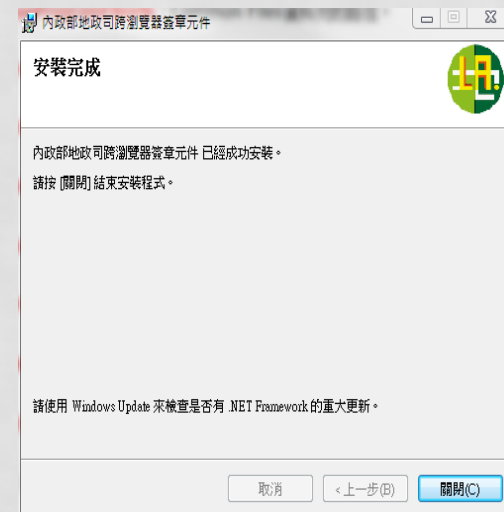 內政部地政司跨瀏覽器簽章元件
安裝完成
內政部地政司跨瀏覽器簽章元件 已經成功安裝。
請按 [關閉] 結束安裝程式。
請使用 Windows Update 來檢查是否有 .NET Framework 的重大更新。
取消
<上一步(B)
關閉(C)